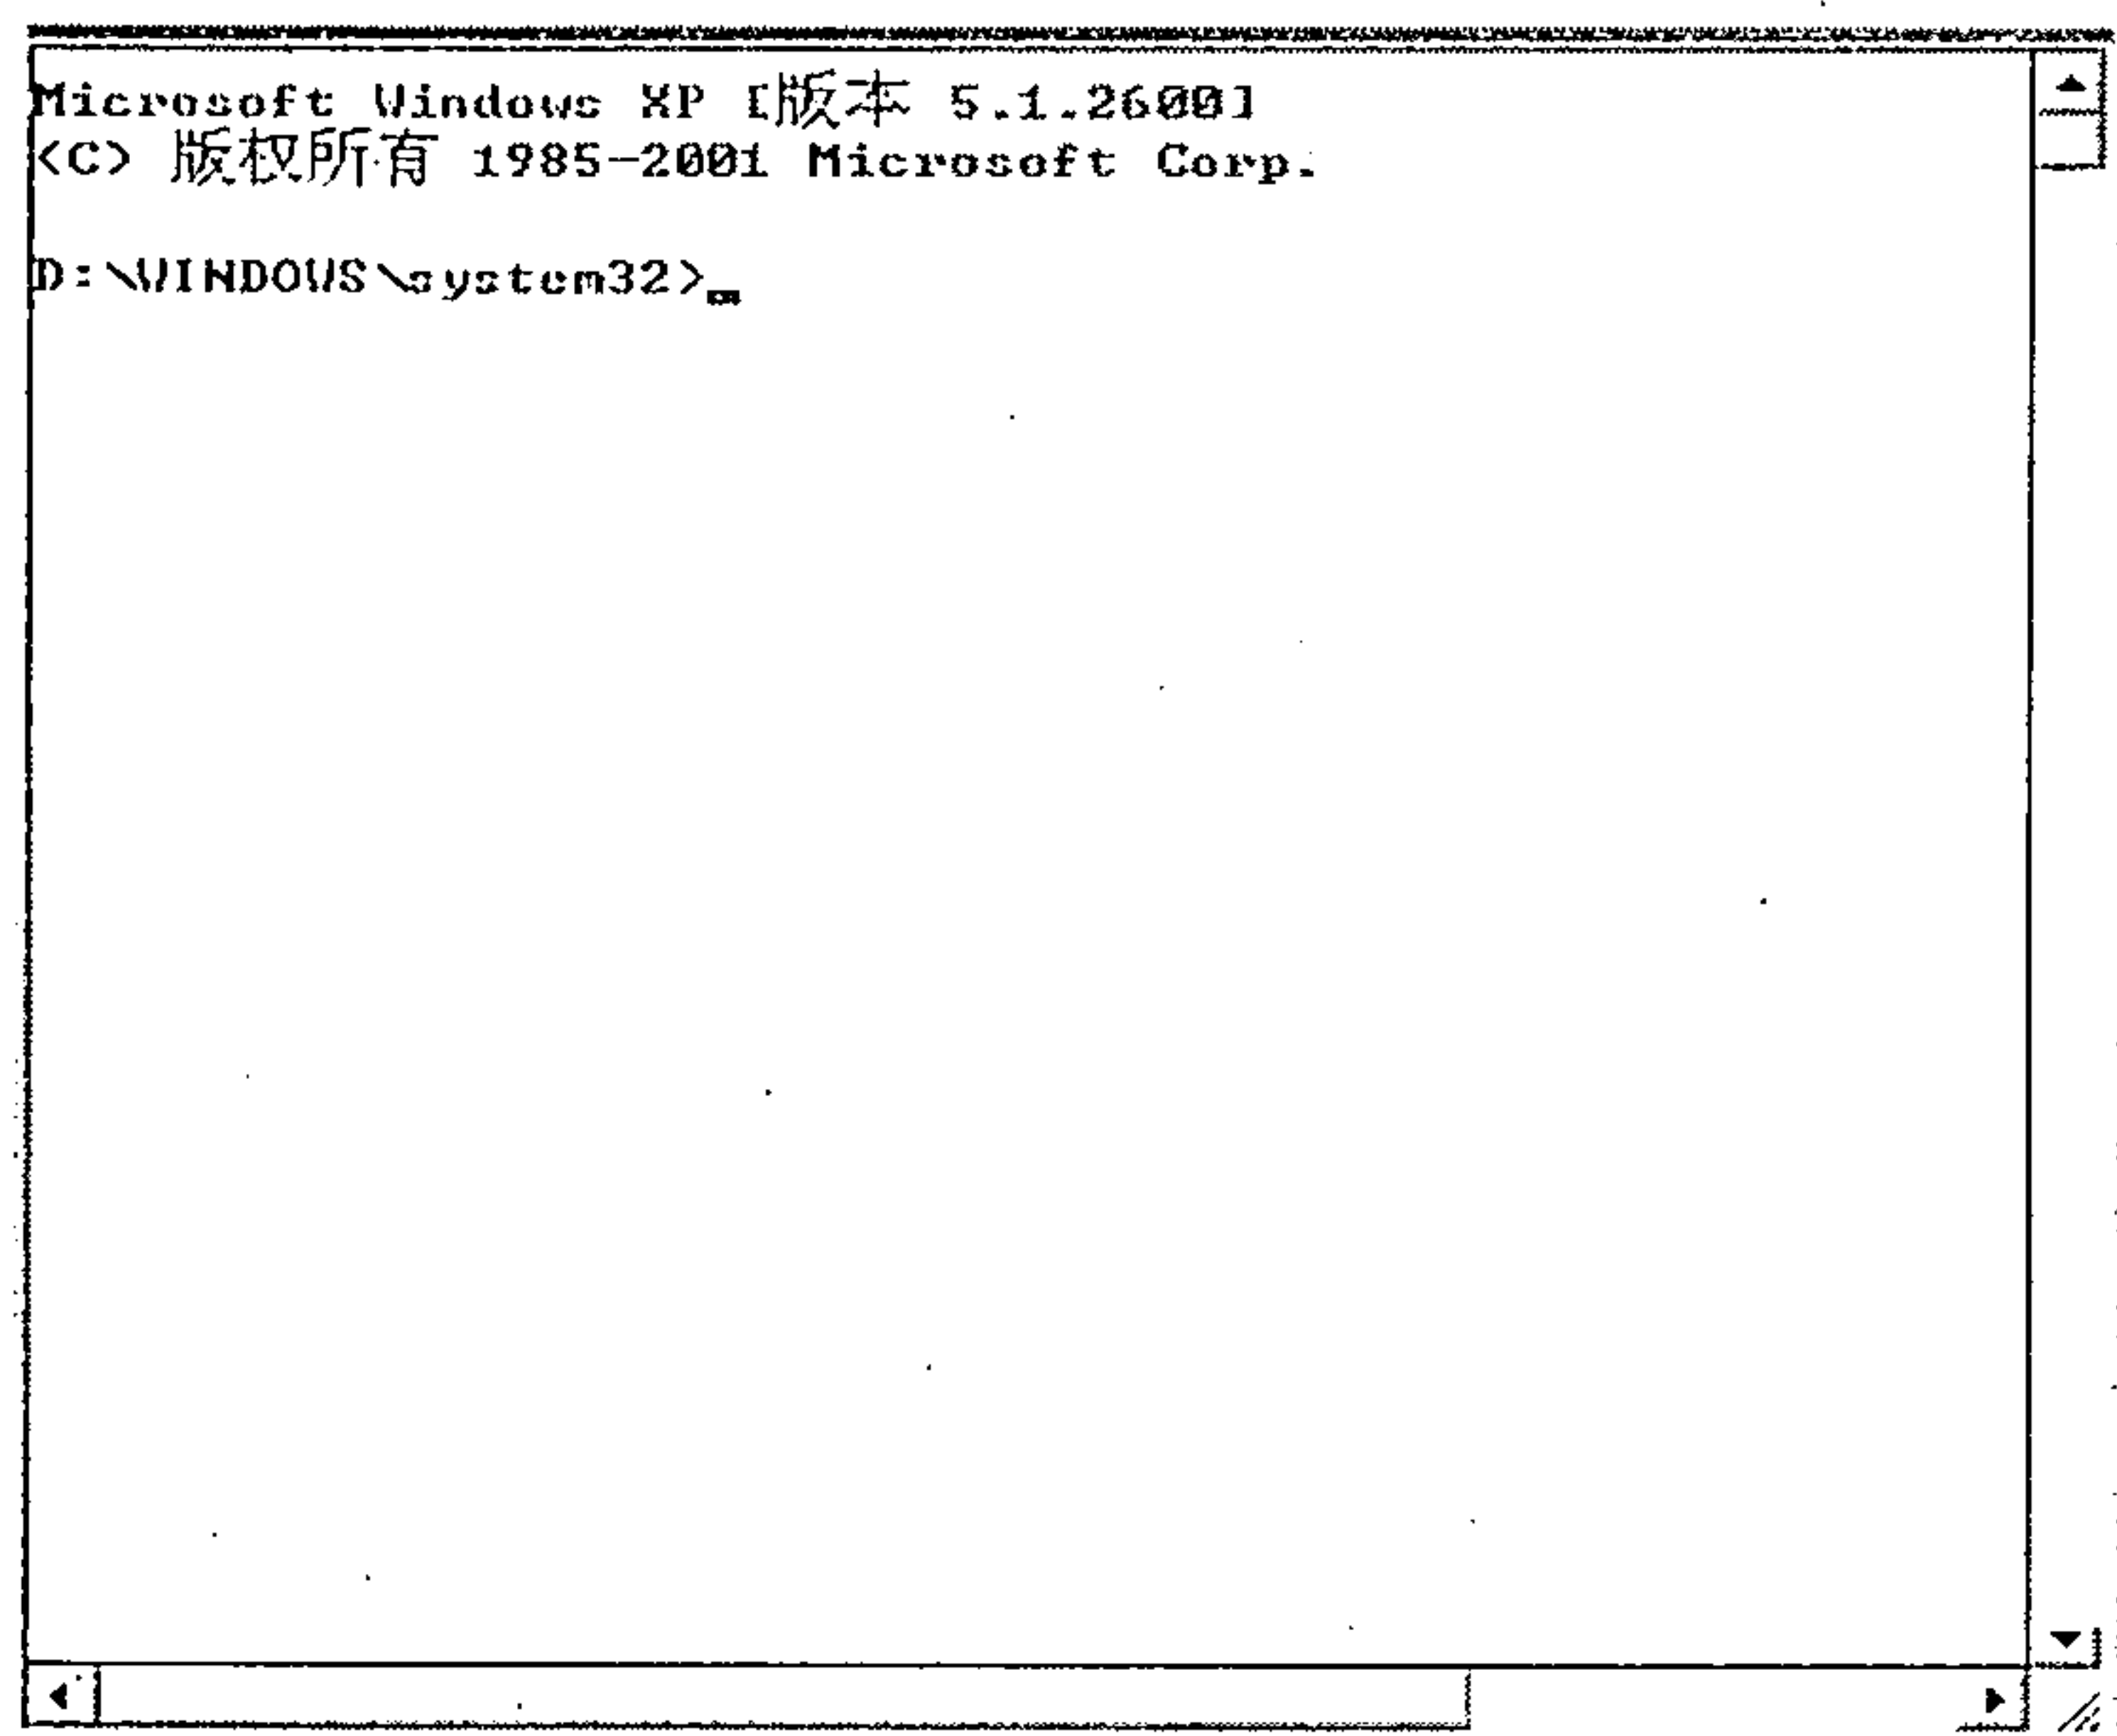 Microsoft Windows XP [版本 5.1.2600]
(C) 版权所有 1985-2001 Microsoft Corp.
D:\WINDOWS\system32>_